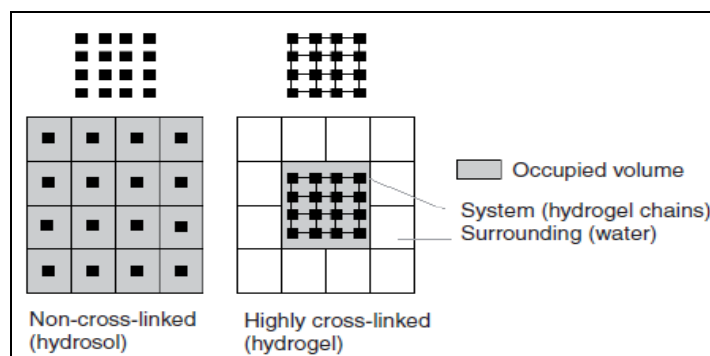 Occupied volume
System (hydrogel chains)
Surrounding (water)
Non-cross-linked
(hydrosol)
Highly cross-linked
(hydrogel)